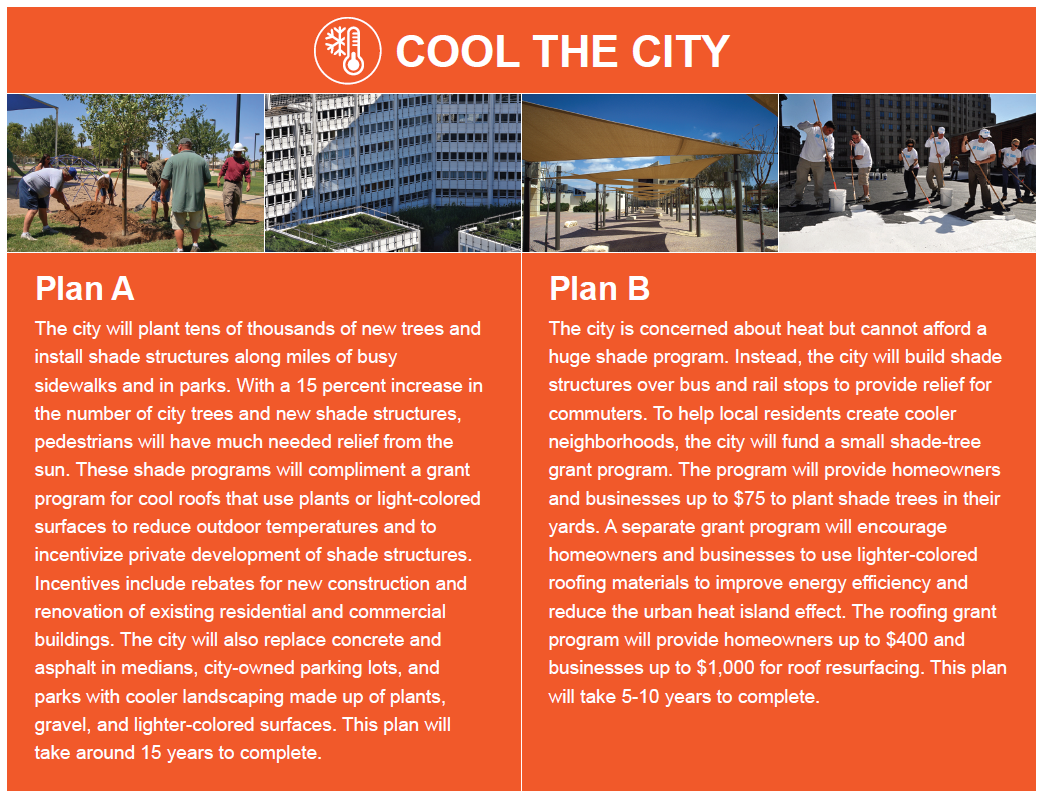 COOL THE CITY
Plan A
The city will plant tens of thousands of new trees and
install shade structures along miles of busy
sidewalks and in parks. With a 15 percent increase in
the number of city trees and new shade structures,
pedestrians will have much needed relief from the
sun. These shade programs will compliment a grant
program for cool roofs that use plants or light-colored
surfaces to reduce outdoor temperatures and to
incentivize private development of shade structures.
Incentives include rebates for new construction and
renovation of existing residential and commercial
buildings. The city will also replace concrete and
asphalt in medians, city-owned parking lots, and
parks with cooler landscaping made up of plants,
gravel, and lighter-colored surfaces. This plan will
take around 15 years to complete.
Plan B
The city is concerned about heat but cannot afford a
huge shade program. Instead, the city will build shade
structures over bus and rail stops to provide relief for
commuters. To help local residents create cooler
neighborhoods, the city will fund a small shade-tree
grant program. The program will provide homeowners
and businesses up to $75 to plant shade trees in their
yards. A separate grant program will encourage
homeowners and businesses to use lighter-colored
roofing materials to improve energy efficiency and
reduce the urban heat island effect. The roofing grant
program will provide homeowners up to $400 and
businesses up to $1,000 for roof resurfacing. This plan
will take 5-10 years to complete.